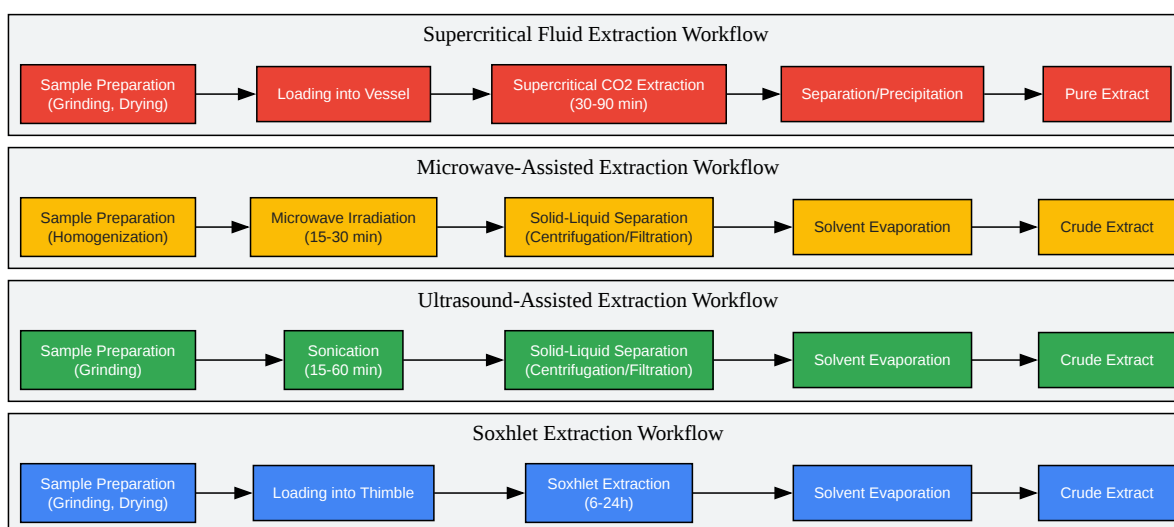 Supercritical Fluid Extraction Workflow
Sample Preparation
(Grinding, Drying)
Loading into Vessel
Supercritical CO2 Extraction
(30-90 min)
Separation/Precipitation
Pure Extract
Microwave-Assisted Extraction Workflow
Sample Preparation
(Homogenization)
Microwave Irradiation
(15-30 min)
Solid-Liquid Separation
(Centrifugation/Filtration)
Solvent Evaporation
Crude Extract
Ultrasound-Assisted Extraction Workflow
Sample Preparation
(Grinding)
Sonication
(15-60 min)
Solid-Liquid Separation
(Centrifugation/Filtration)
Solvent Evaporation
Crude Extract
Soxhlet Extraction Workflow
Sample Preparation
(Grinding, Drying)
Loading into Thimble
Soxhlet Extraction
(6-24h)
Solvent Evaporation
Crude Extract